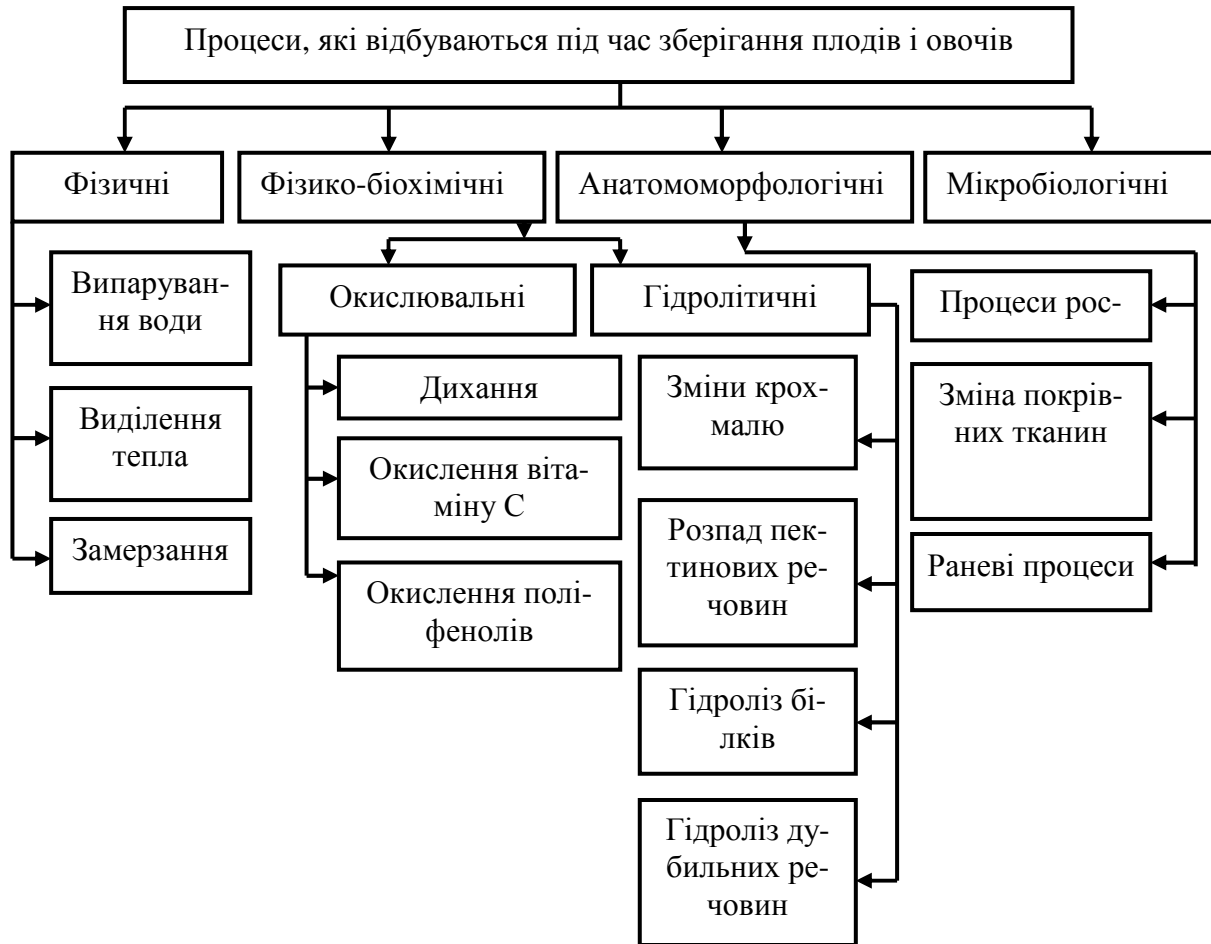 Процеси, які відбуваються під час зберігання плодів і овочів
Фізичні
Фізико-біохімічні
Анатомоморфологічні
Мікробіологічні
Випаруван-
ня води
Виділення
тепла
Замерзання
Окислювальні
Дихання
Окислення віта-
міну С
Окислення полі-
фенолів
Гідролітичні
Зміни крох-
малю
Розпад пек-
тинових ре-
човин
Гідроліз бі-
лків
Гідроліз ду-
бильних ре-
човин
Процеси рос-
Зміна покрів-
них тканин
Раневі процеси